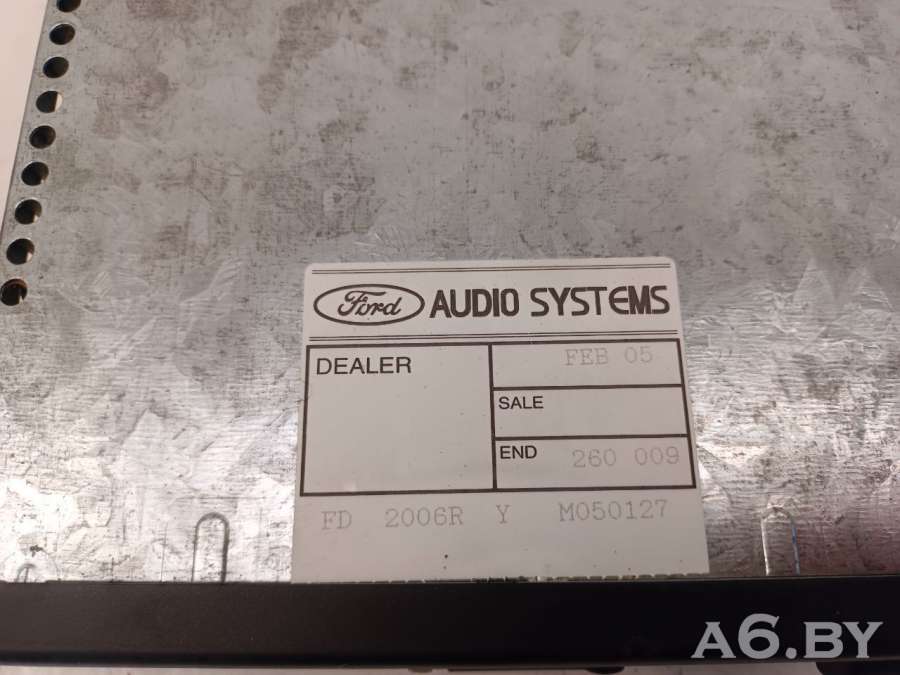 Ford AUDIO SYSTEMS
DEALER
FEB 05
SALE
END 260 009
FD 2006R Y M050127
A6.BY